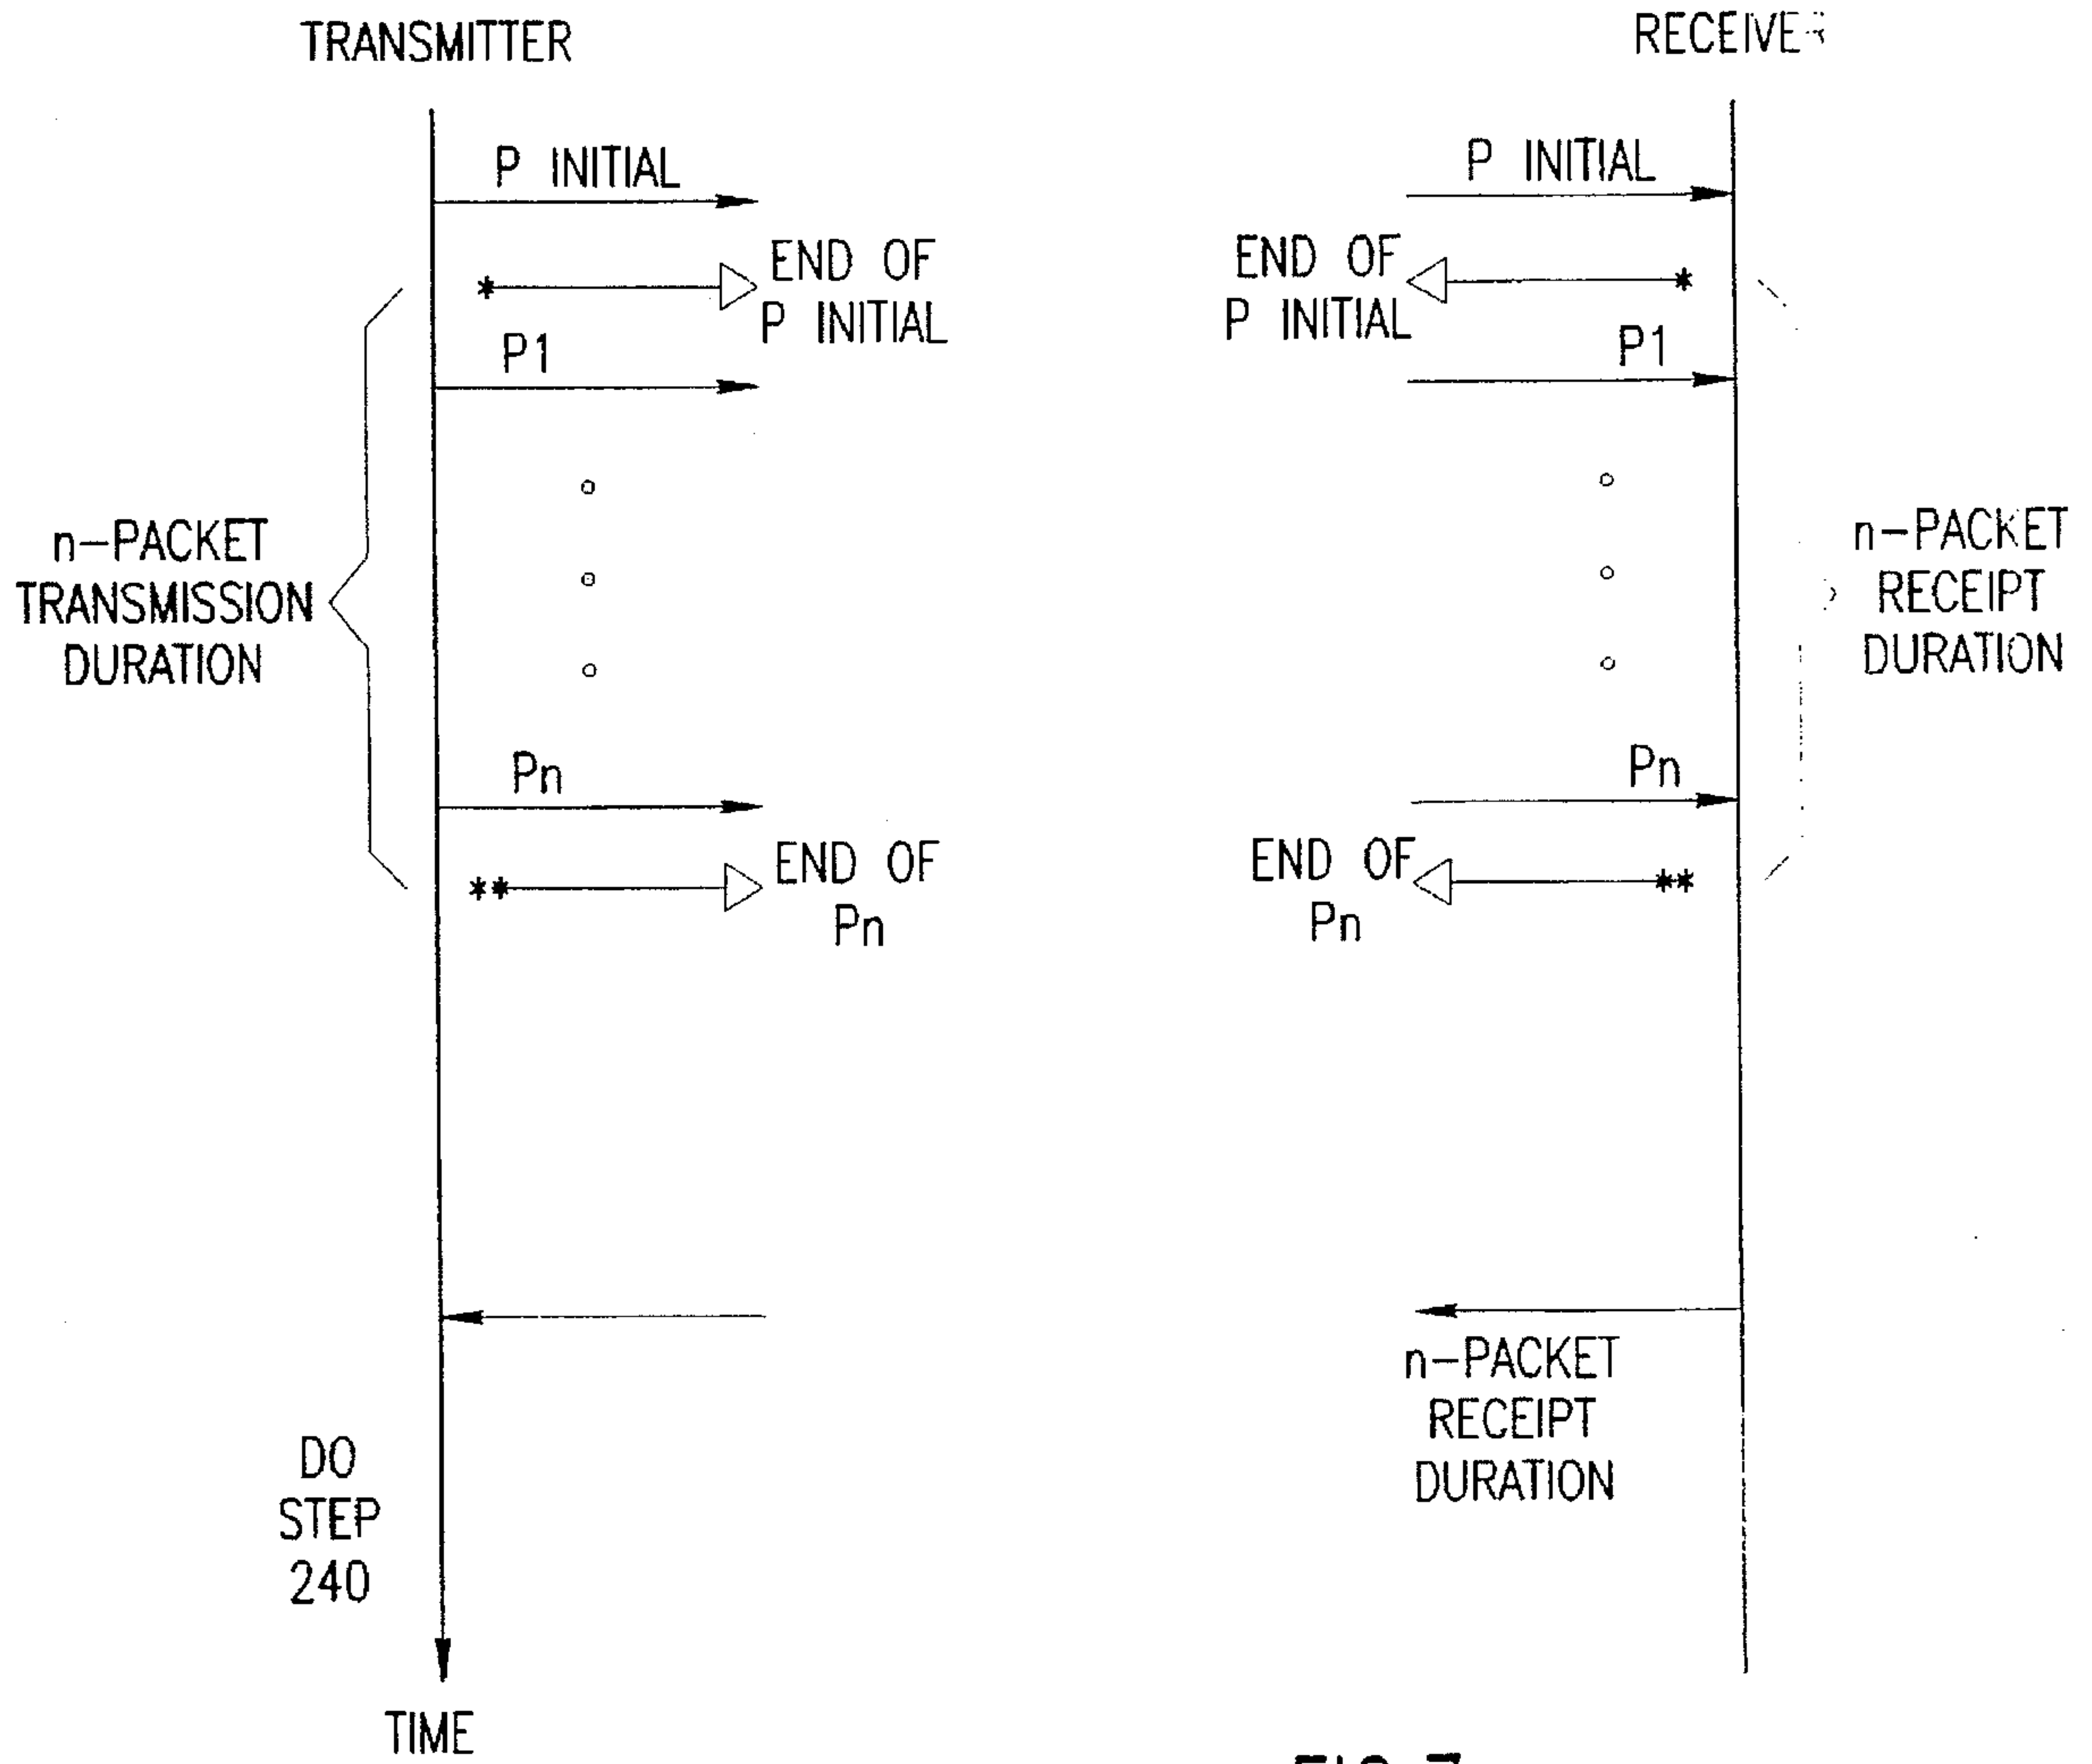 TRANSMITTER
RECEIVER
P INITIAL
P INITIAL
* END OF
P INITIAL
END OF *
P INITIAL
P1
P1
n-PACKET
TRANSMISSION
DURATION
n-PACKET
RECEIPT
DURATION
Pn
Pn
** END OF
Pn
END OF **
Pn
n-PACKET
RECEIPT
DURATION
DO
STEP
240
TIME